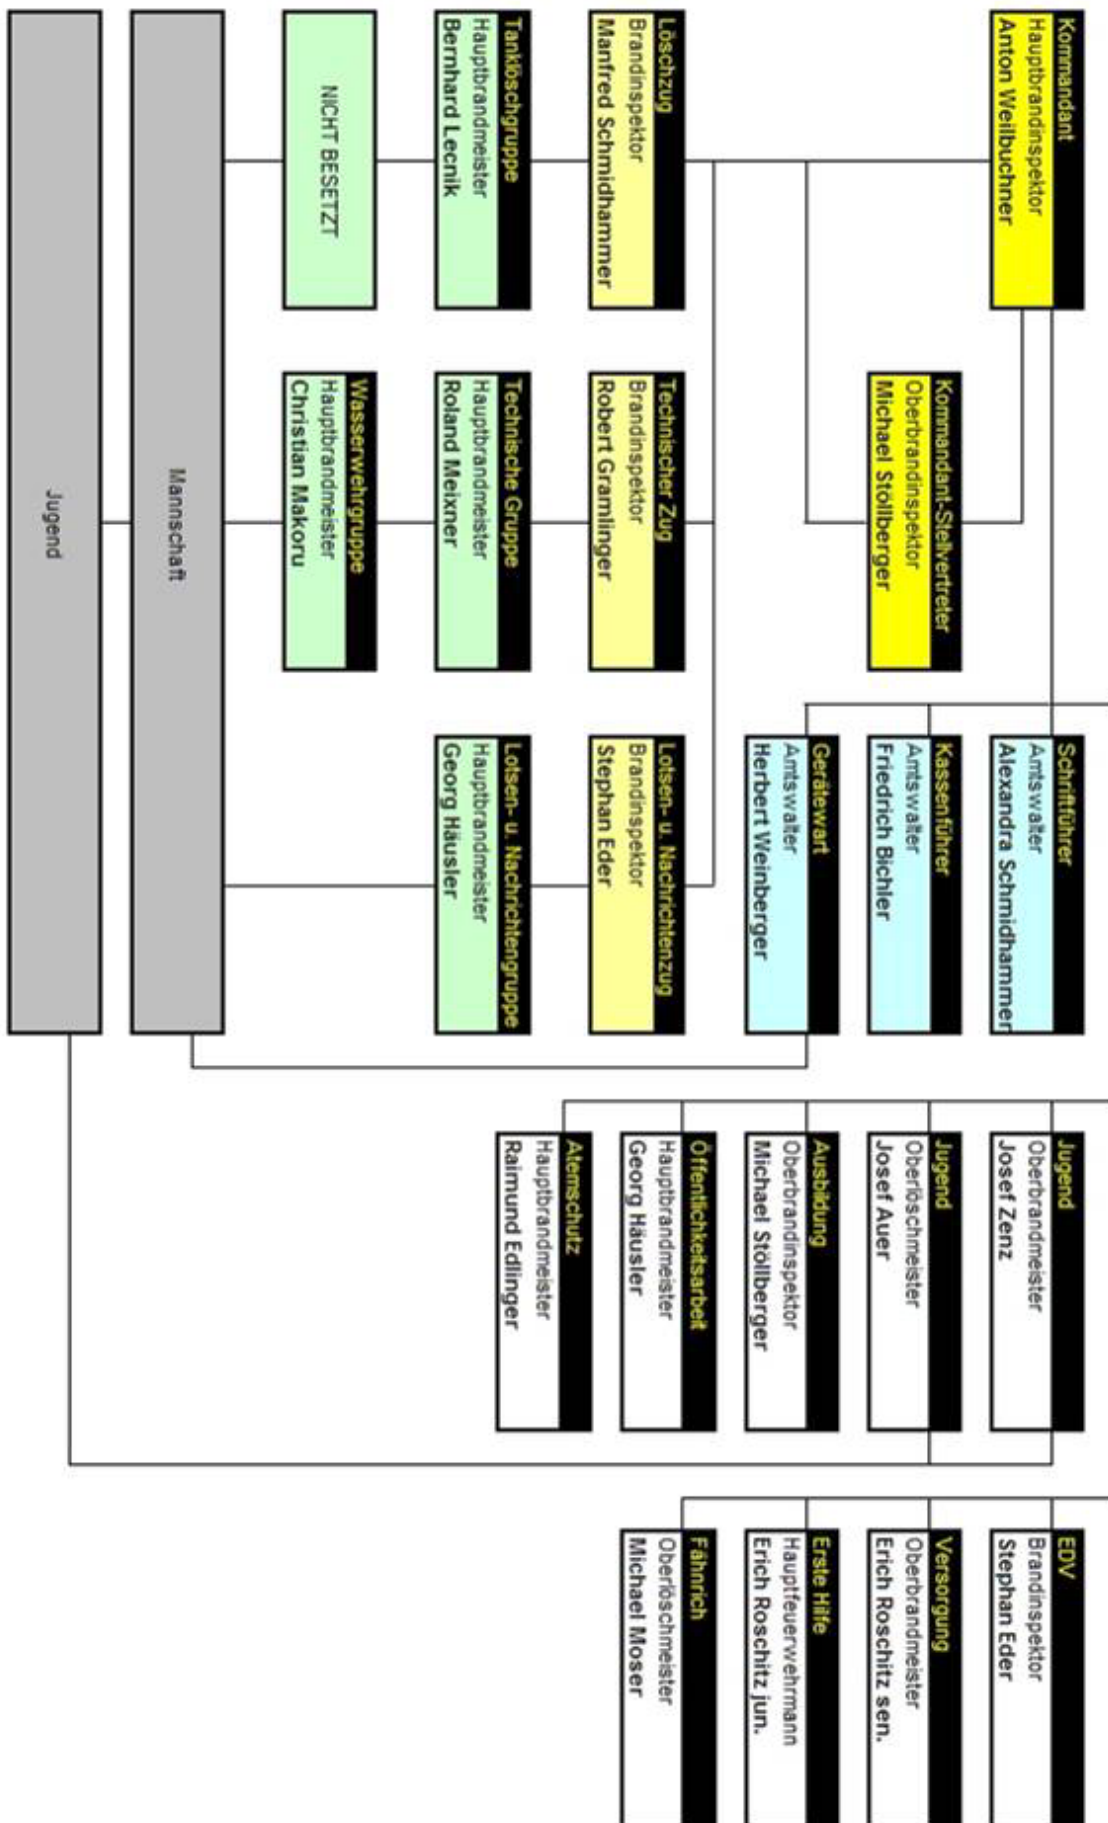 Kommandant
Hauptbrandinspektor
Anton Weilbuchner
Kommandant-Stellvertreter
Oberbrandinspektor
Michael Stöllberger
Schriftführer
Amtswalter
Alexandra Schmidhammer
Kassenführer
Amtswalter
Friedrich Bichler
Gerätewart
Amtswalter
Herbert Weinberger
Jugend
Oberbrandmeister
Josef Zenz
Jugend
Oberlöschmeister
Josef Auer
Ausbildung
Oberbrandinspektor
Michael Stöllberger
Öffentlichkeitsarbeit
Hauptbrandmeister
Georg Häusler
Atemschutz
Hauptbrandmeister
Raimund Edlinger
EDV
Brandinspektor
Stephan Eder
Versorgung
Oberbrandmeister
Erich Roschitz sen.
Erste Hilfe
Hauptfeuerwehrmann
Erich Roschitz jun.
Fähnrich
Oberlöschmeister
Michael Moser
Löschzug
Brandinspektor
Manfred Schmidhammer
Technischer Zug
Brandinspektor
Robert Gramlinger
Lotsen- u. Nachrichtenzug
Brandinspektor
Stephan Eder
Tanklöschgruppe
Hauptbrandmeister
Bernhard Lecnik
Technische Gruppe
Hauptbrandmeister
Roland Meixner
Lotsen- u. Nachrichtengruppe
Hauptbrandmeister
Georg Häusler
NICHT BESETZT
Wasserwehrgruppe
Hauptbrandmeister
Christian Makoru
Mannschaft
Jugend